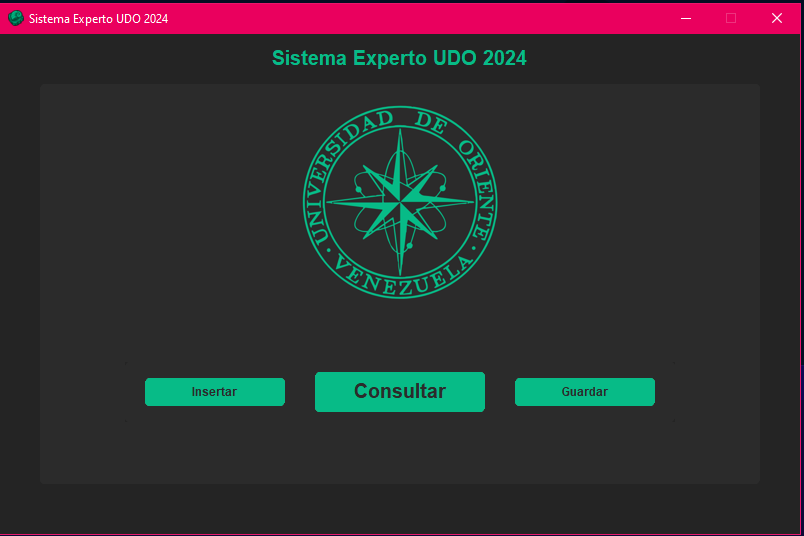 Sistema Experto UDO 2024
Sistema Experto UDO 2024
UNIVERSIDAD DE ORIENTE
· VENEZUELA ·
Insertar
Consultar
Guardar